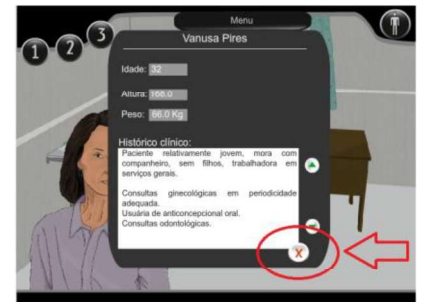 Menu
1 2 3
Vanusa Pires
Idade: 32
Altura: 168.0
Peso: 66.0 Kg
Histórico clínico:
Paciente relativamente jovem, mora com
companheiro, sem filhos, trabalhadora em
serviços gerais.
Consultas ginecológicas em periodicidade
adequada.
Usuária de anticoncepcional oral.
Consultas odontológicas.
X